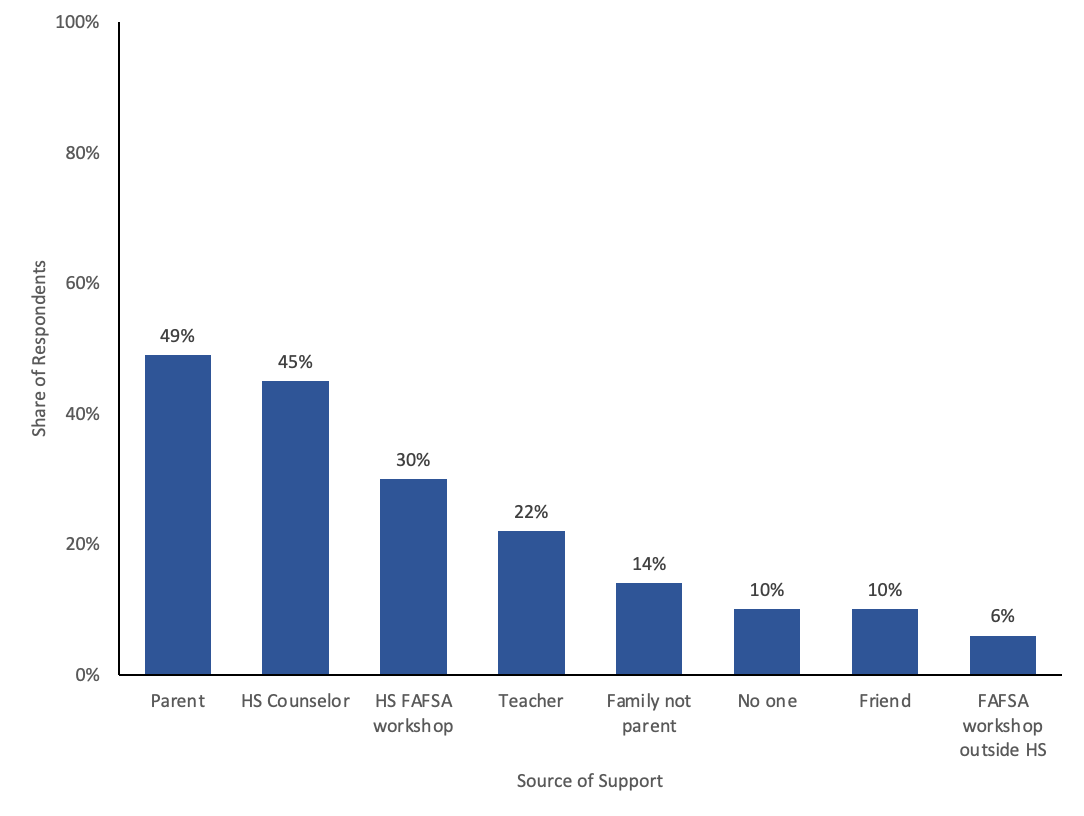 100%
80%
60%
40%
20%
0%
Share of Respondents
49%
45%
30%
22%
14%
10%
10%
6%
Parent
HS Counselor
HS FAFSA
workshop
Teacher
Family not
parent
No one
Friend
FAFSA
workshop
outside HS
Source of Support